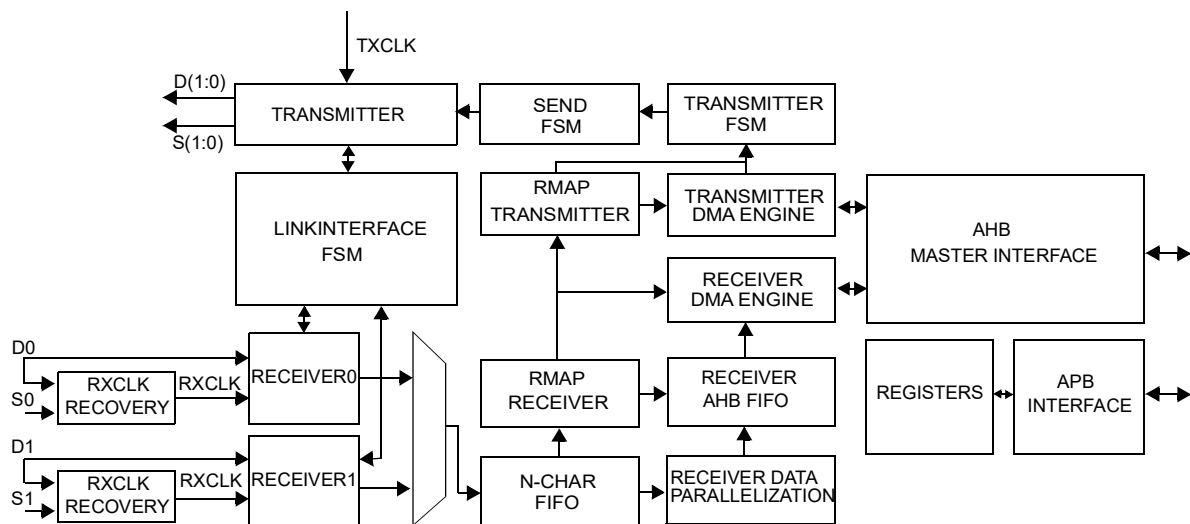 TXCLK
D(1:0)
S(1:0)
TRANSMITTER
SEND
FSM
TRANSMITTER
FSM
LINKINTERFACE
FSM
RMAP
TRANSMITTER
TRANSMITTER
DMA ENGINE
AHB
MASTER INTERFACE
RECEIVER
DMA ENGINE
D0
S0
RXCLK
RECOVERY
RXCLK
RECEIVER0
RMAP
RECEIVER
RECEIVER
AHB FIFO
REGISTERS
APB
INTERFACE
D1
S1
RXCLK
RECOVERY
RXCLK
RECEIVER1
N-CHAR
FIFO
RECEIVER DATA
PARALLELIZATION